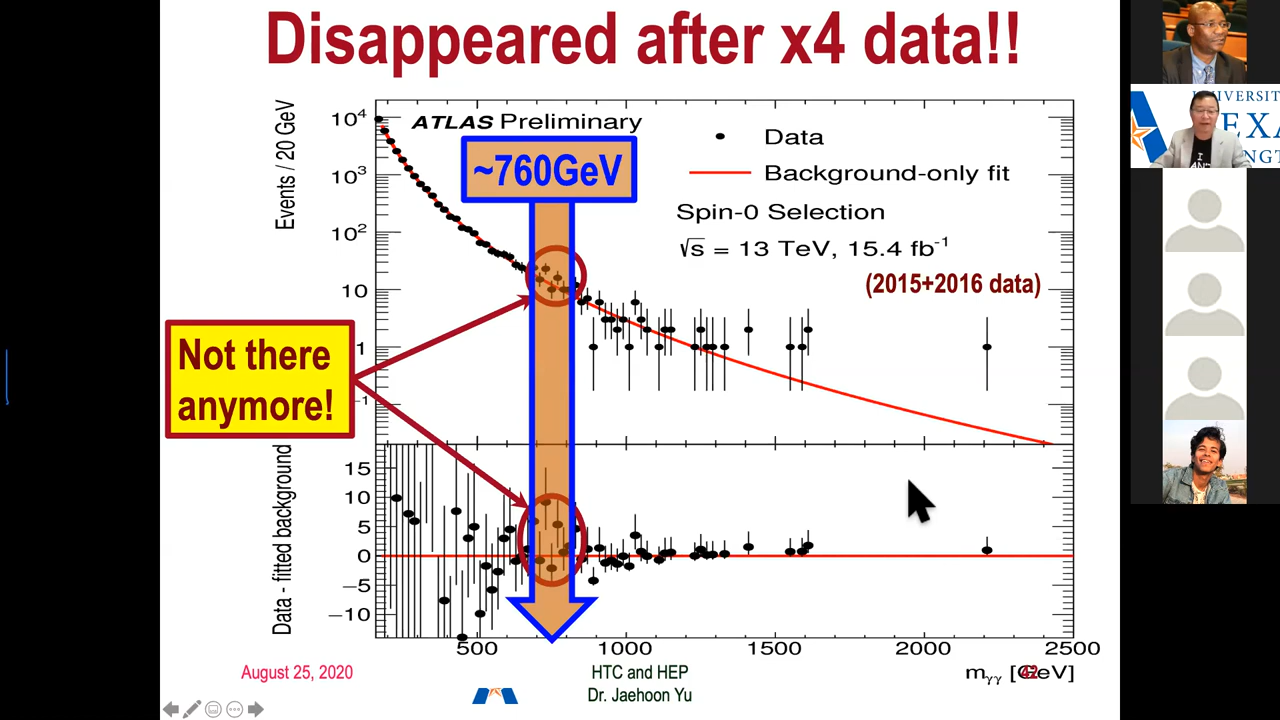 Disappeared after x4 data!!
Events / 20 GeV
10⁴
10³
10²
10
1
ATLAS Preliminary
Data
Background-only fit
Spin-0 Selection
√s = 13 TeV, 15.4 fb⁻¹
(2015+2016 data)
~760GeV
Not there
anymore!
Data - fitted background
15
10
5
0
−5
−10
500
1000
1500
2000
2500
mγγ [GeV]
August 25, 2020
HTC and HEP
Dr. Jaehoon Yu
42